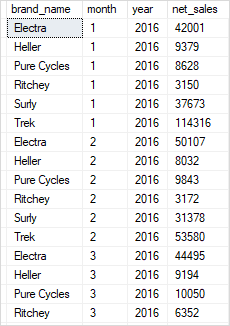 brand_name month year net_sales
Electra 1 2016 42001
Heller 1 2016 9379
Pure Cycles 1 2016 8628
Ritchey 1 2016 3150
Surly 1 2016 37673
Trek 1 2016 114316
Electra 2 2016 50107
Heller 2 2016 8032
Pure Cycles 2 2016 9843
Ritchey 2 2016 3172
Surly 2 2016 31378
Trek 2 2016 53580
Electra 3 2016 44495
Heller 3 2016 9194
Pure Cycles 3 2016 10050
Ritchey 3 2016 6352